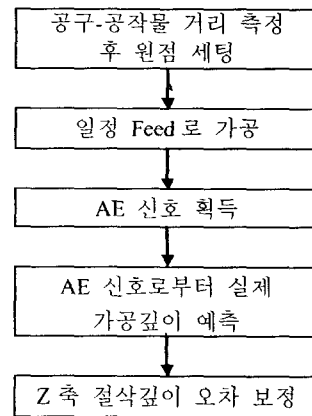 공구-공작물 거리 측정
후 원점 세팅
일정 Feed로 가공
AE 신호 획득
AE 신호로부터 실제
가공깊이 예측
Z 축 절삭깊이 오차 보정